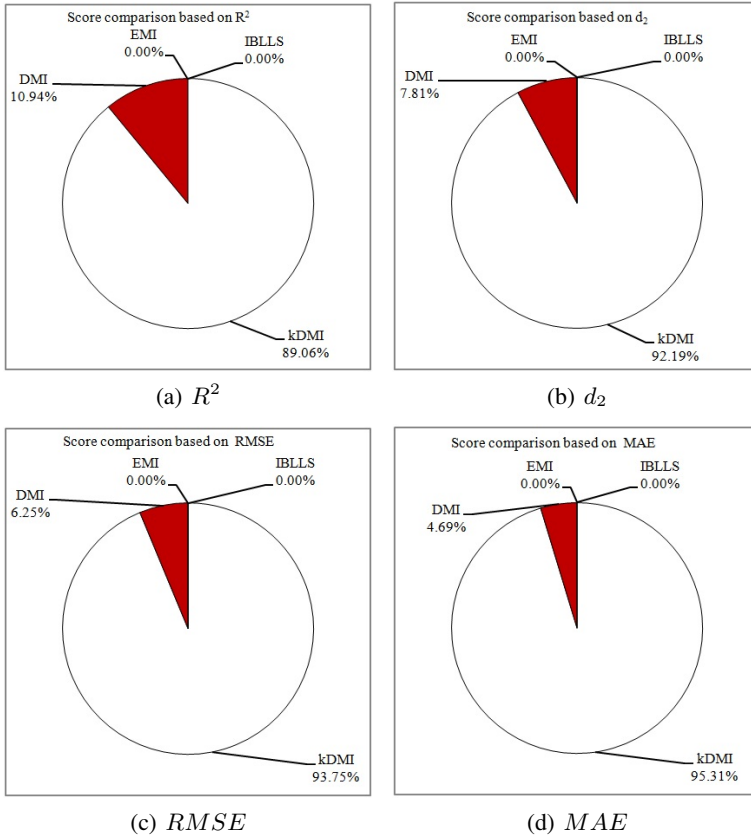 Score comparison based on R²
EMI
0.00%
IBLLS
0.00%
DMI
10.94%
kDMI
89.06%
(a) R²
Score comparison based on d₂
EMI
0.00%
IBLLS
0.00%
DMI
7.81%
kDMI
92.19%
(b) d₂
Score comparison based on RMSE
EMI
0.00%
IBLLS
0.00%
DMI
6.25%
kDMI
93.75%
(c) RMSE
Score comparison based on MAE
EMI
0.00%
IBLLS
0.00%
DMI
4.69%
kDMI
95.31%
(d) MAE